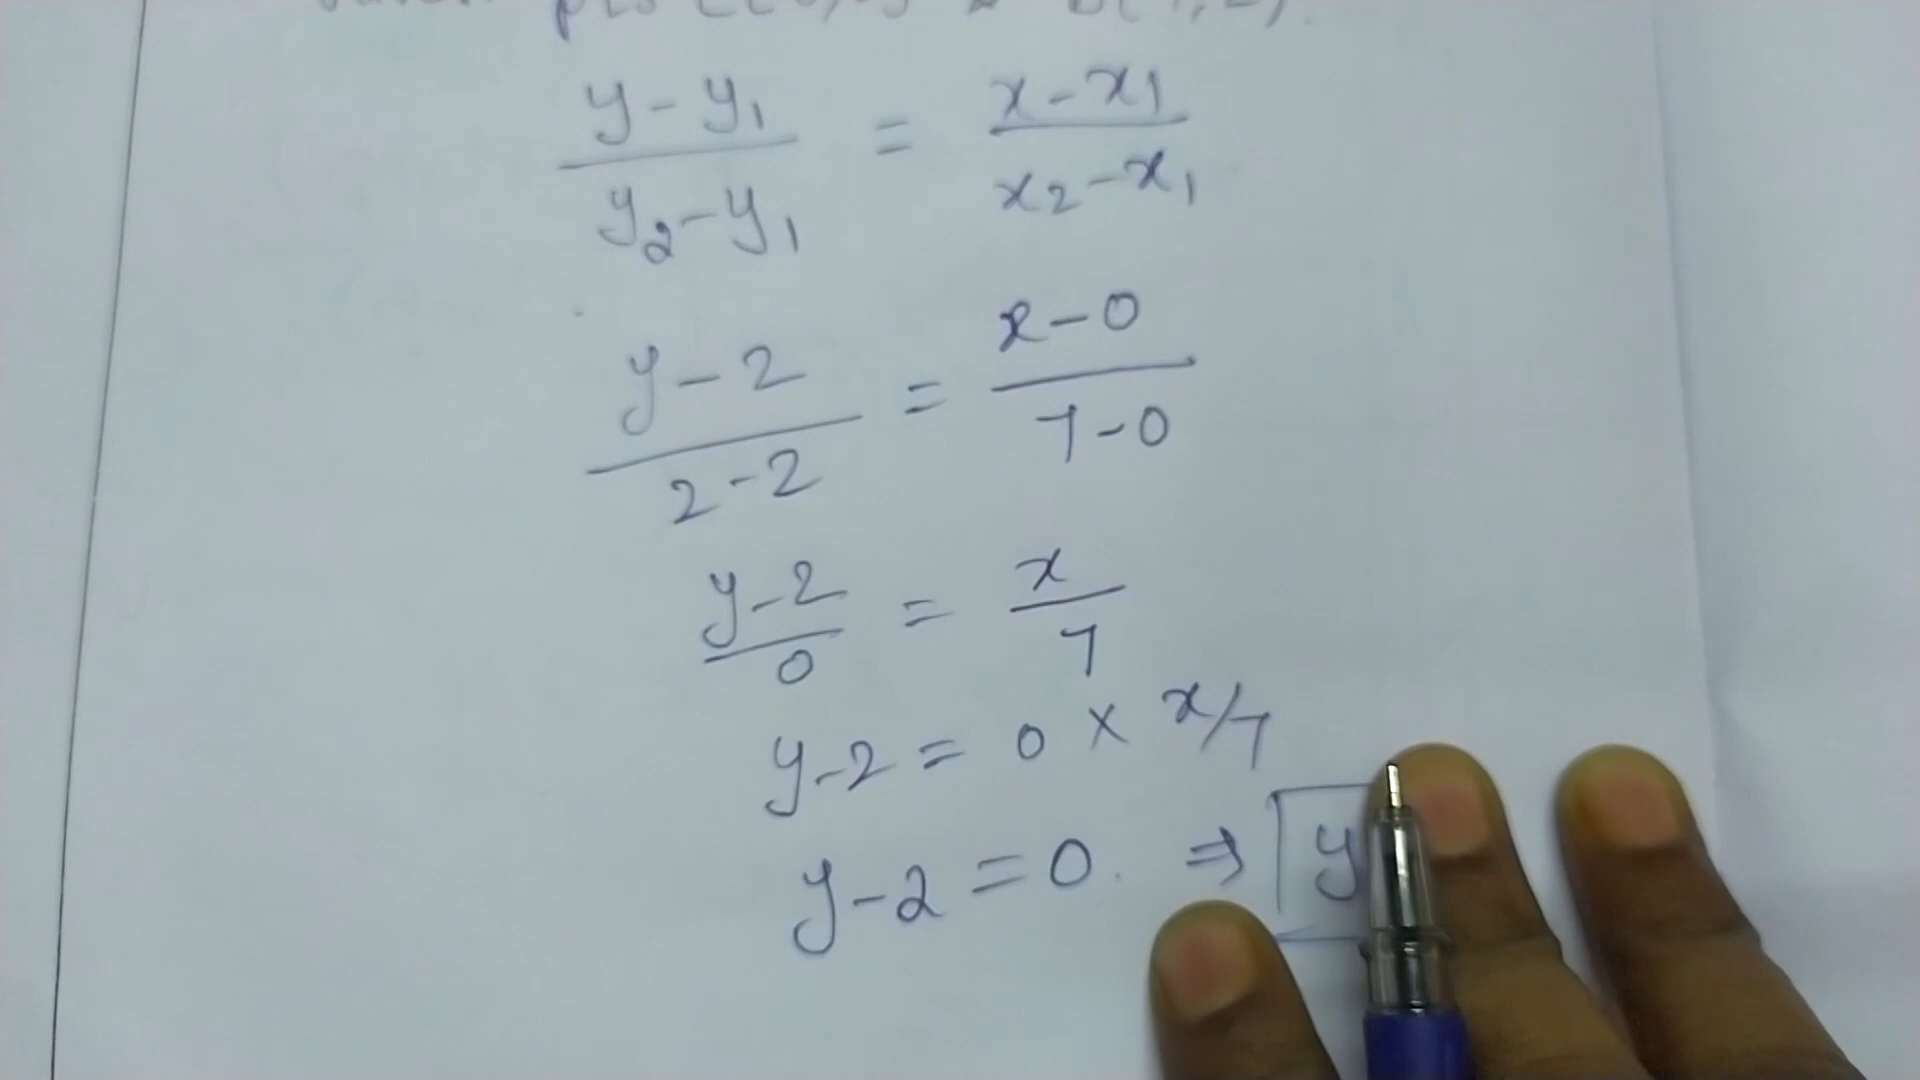 y - y1 / y2 - y1 = x - x1 / x2 - x1
y - 2 / 2 - 2 = x - 0 / 7 - 0
y - 2 / 0 = x / 7
y - 2 = 0 × x/7
y - 2 = 0. ⇒ y